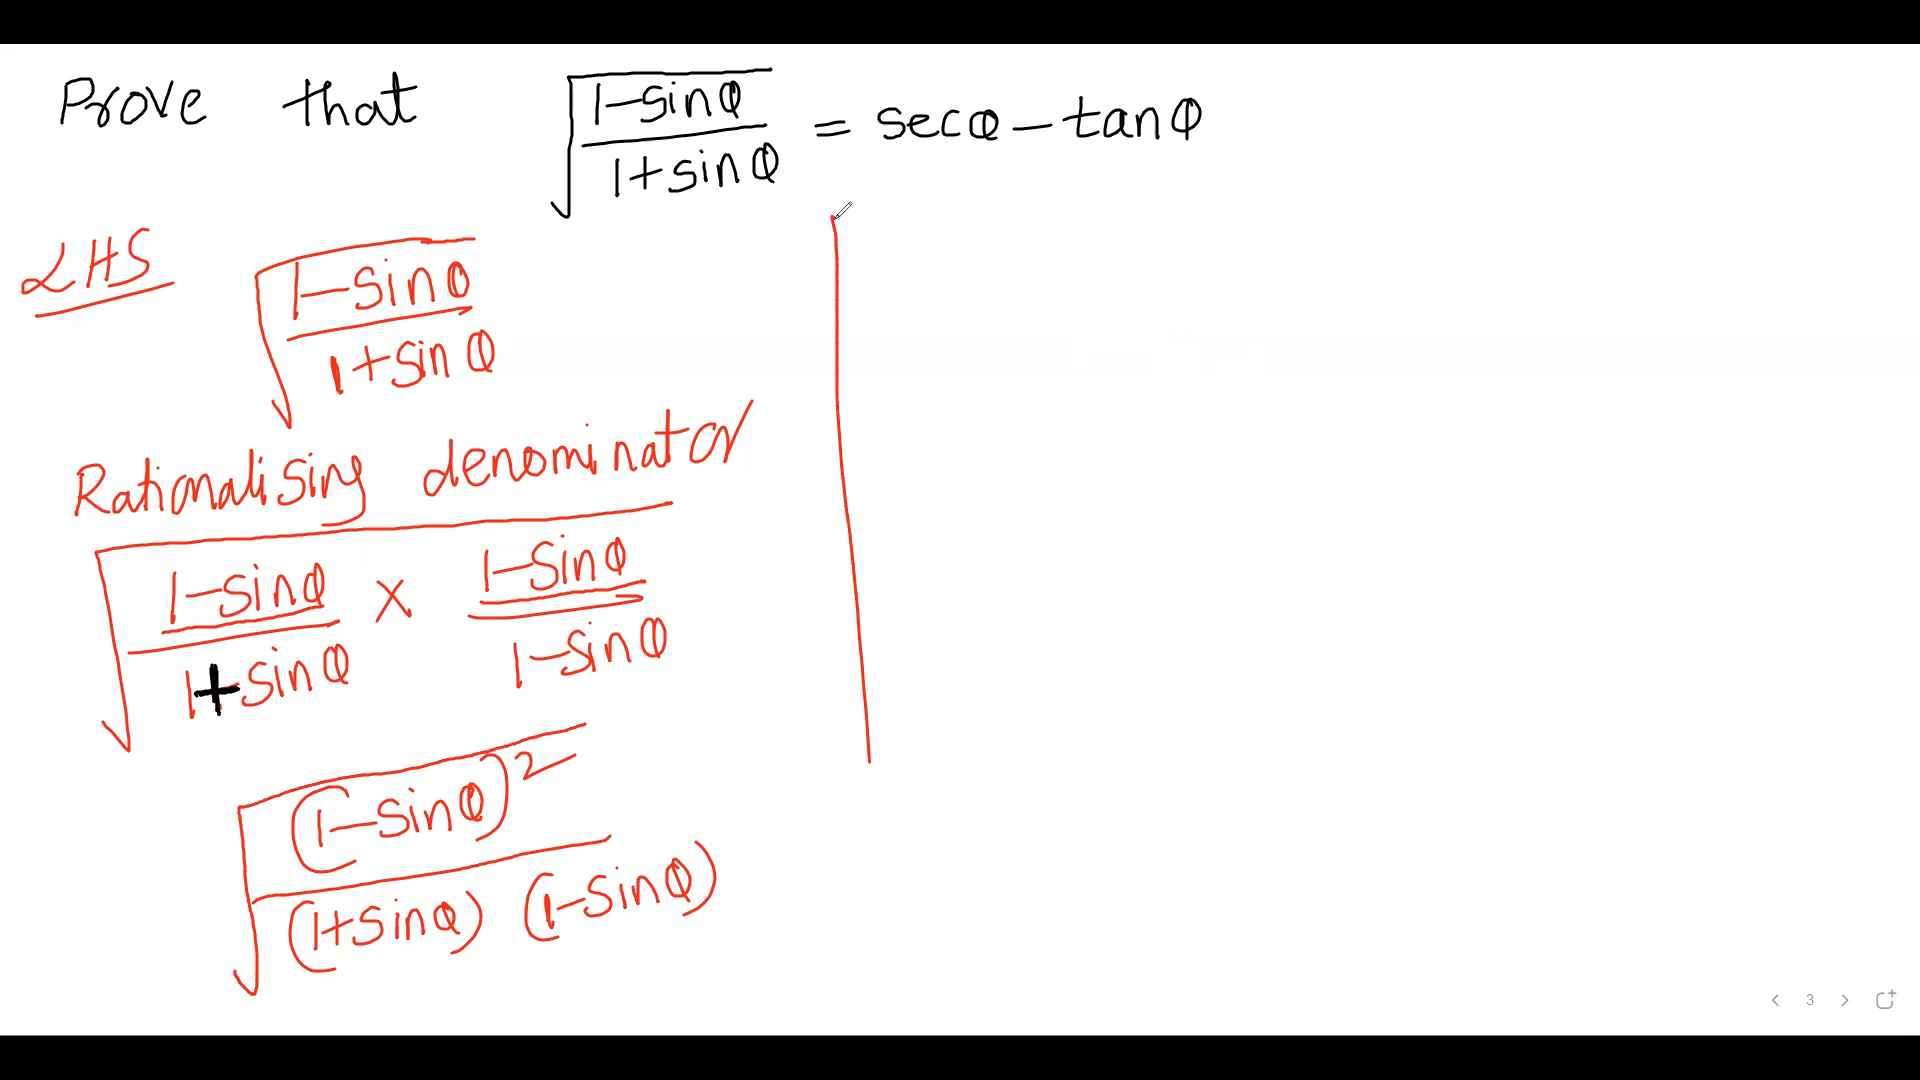 Prove that √((1-sinθ)/(1+sinθ)) = secθ - tanθ
LHS √((1-sinθ)/(1+sinθ))
Rationalising denominator
√((1-sinθ)/(1+sinθ) × (1-sinθ)/(1-sinθ))
√((1-sinθ)²/((1+sinθ)(1-sinθ)))
3